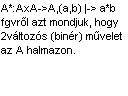 A*:AxA->A,(a,b) |-> a*b
fgvről azt mondjuk, hogy
2változós (binér) művelet
az A halmazon.